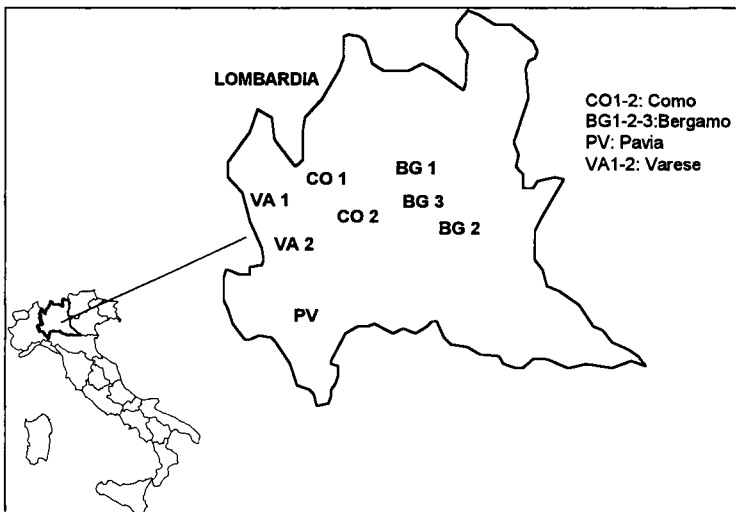 LOMBARDIA
CO1-2: Como
BG1-2-3:Bergamo
PV: Pavia
VA1-2: Varese
CO 1
BG 1
VA 1
BG 3
CO 2
BG 2
VA 2
PV